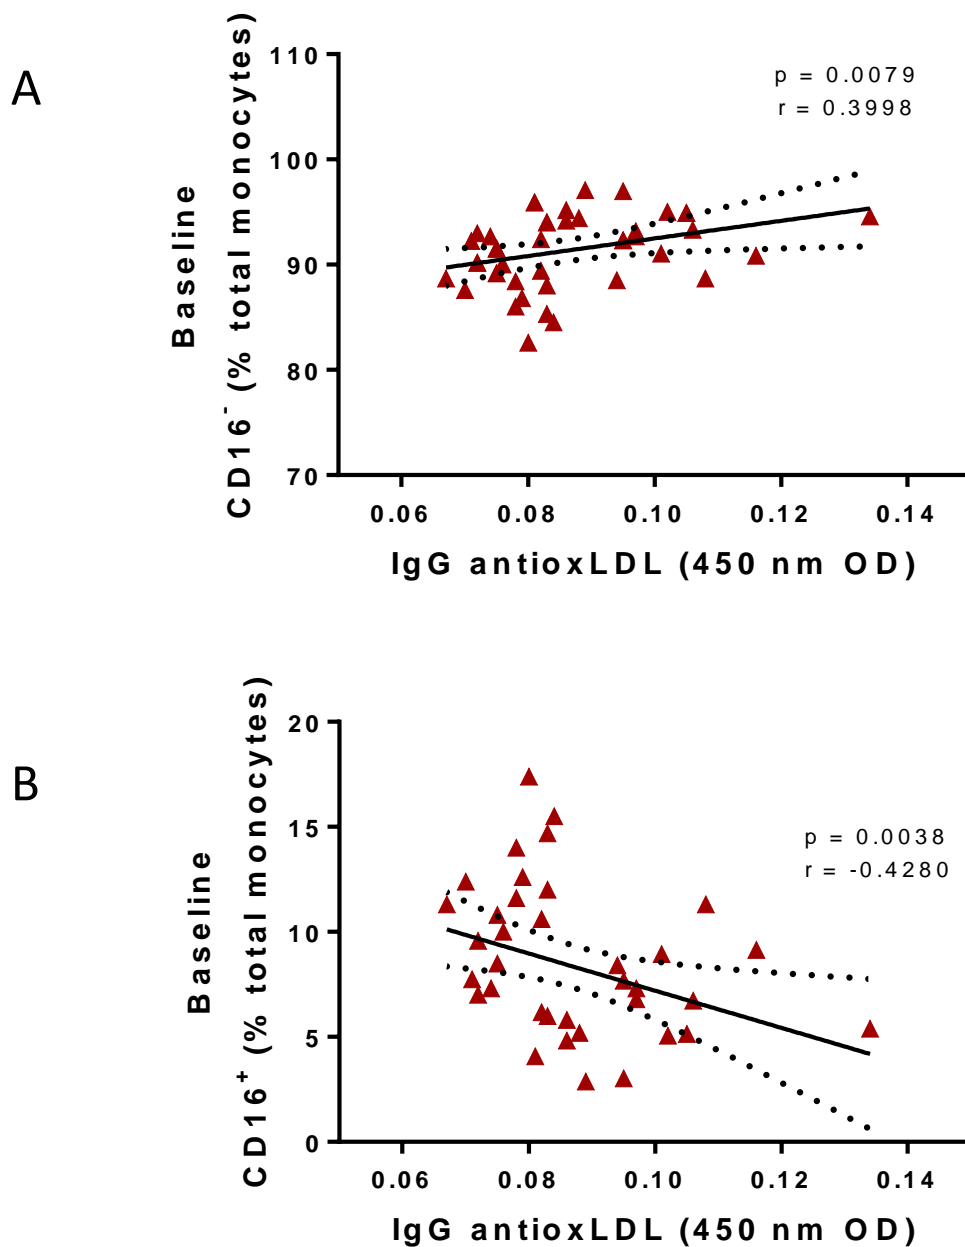 A
Baseline
CD16⁻ (% total monocytes)
110
100
90
80
70
p = 0.0079
r = 0.3998
0.06 0.08 0.10 0.12 0.14
IgG antioxLDL (450 nm OD)
B
Baseline
CD16⁺ (% total monocytes)
20
15
10
5
0
p = 0.0038
r = -0.4280
0.06 0.08 0.10 0.12 0.14
IgG antioxLDL (450 nm OD)